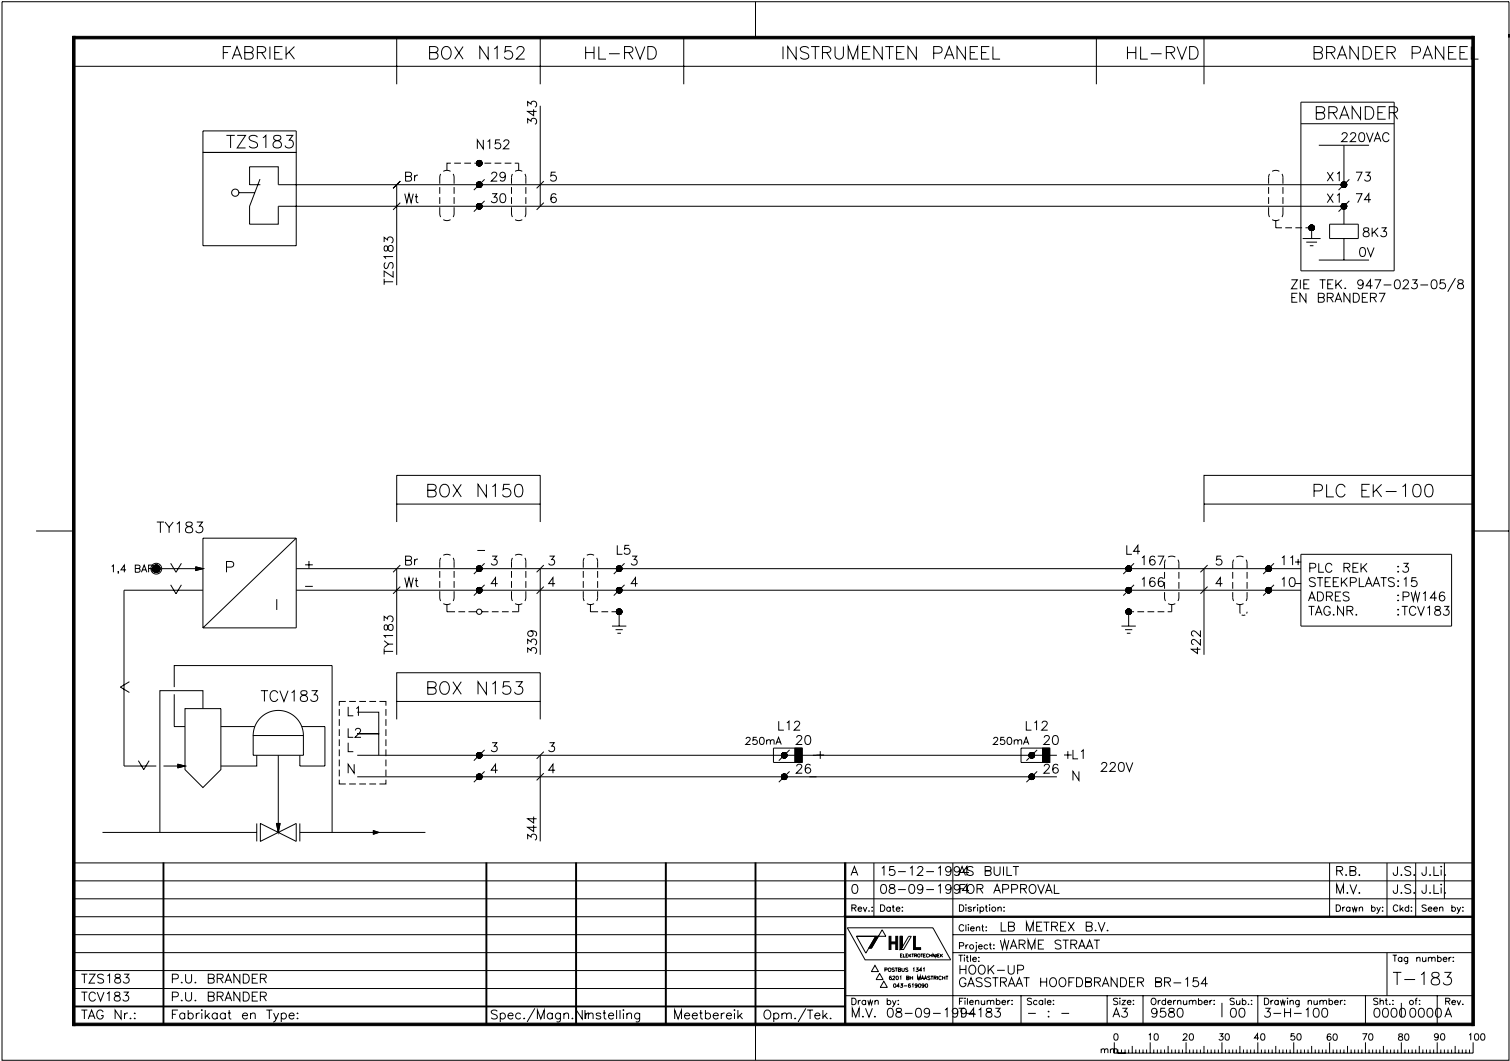 FABRIEK BOX N152 HL-RVD INSTRUMENTEN PANEEL HL-RVD BRANDER PANEEL
343
TZS183
N152
BRANDER
220VAC
Br 29 5 X1 73
Wt 30 6 X1 74
8K3
0V
TZS183
ZIE TEK. 947-023-05/8
EN BRANDER7
BOX N150 PLC EK-100
TY183
1,4 BAR
P
I
+ Br - 3 3 L5 3 L4 167 5 11+
- Wt 4 4 4 166 4 10-
PLC REK :3
STEEKPLAATS:15
ADRES :PW146
TAG.NR. :TCV183
TY183
339
422
BOX N153
TCV183
L1
L2
L 3 3
N 4 4
L12
250mA 20
+
26
-
L12
250mA 20
+L1
26 N
220V
344
A 15-12-1994 AS BUILT R.B. J.S. J.Li.
0 08-09-1994 FOR APPROVAL M.V. J.S. J.Li.
Rev.: Date: Disription: Drawn by: Ckd: Seen by:
HVL
ELEKTROTECHNIEK
POSTBUS 1341
6201 BH MAASTRICHT
043-619090
Client: LB METREX B.V.
Project: WARME STRAAT
Title:
HOOK-UP
GASSTRAAT HOOFDBRANDER BR-154
Tag number:
T-183
Drawn by:
M.V. 08-09-1994
Filenumber:
T-183
Scale:
- : -
Size:
A3
Ordernumber:
9580
Sub.:
00
Drawing number:
3-H-100
Sht.: of:
0000 0000
Rev.
A
TZS183 P.U. BRANDER
TCV183 P.U. BRANDER
TAG Nr.: Fabrikaat en Type: Spec./Magn.Nr. Instelling Meetbereik Opm./Tek.
mm 0 10 20 30 40 50 60 70 80 90 100